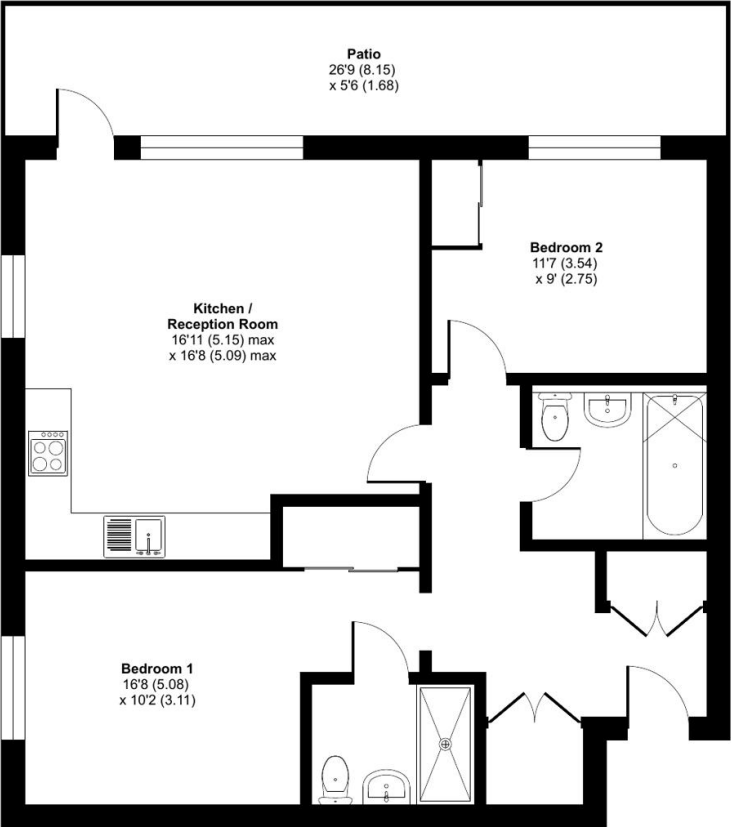 Patio
26'9 (8.15)
x 5'6 (1.68)
Bedroom 2
11'7 (3.54)
x 9' (2.75)
Kitchen /
Reception Room
16'11 (5.15) max
x 16'8 (5.09) max
Bedroom 1
16'8 (5.08)
x 10'2 (3.11)